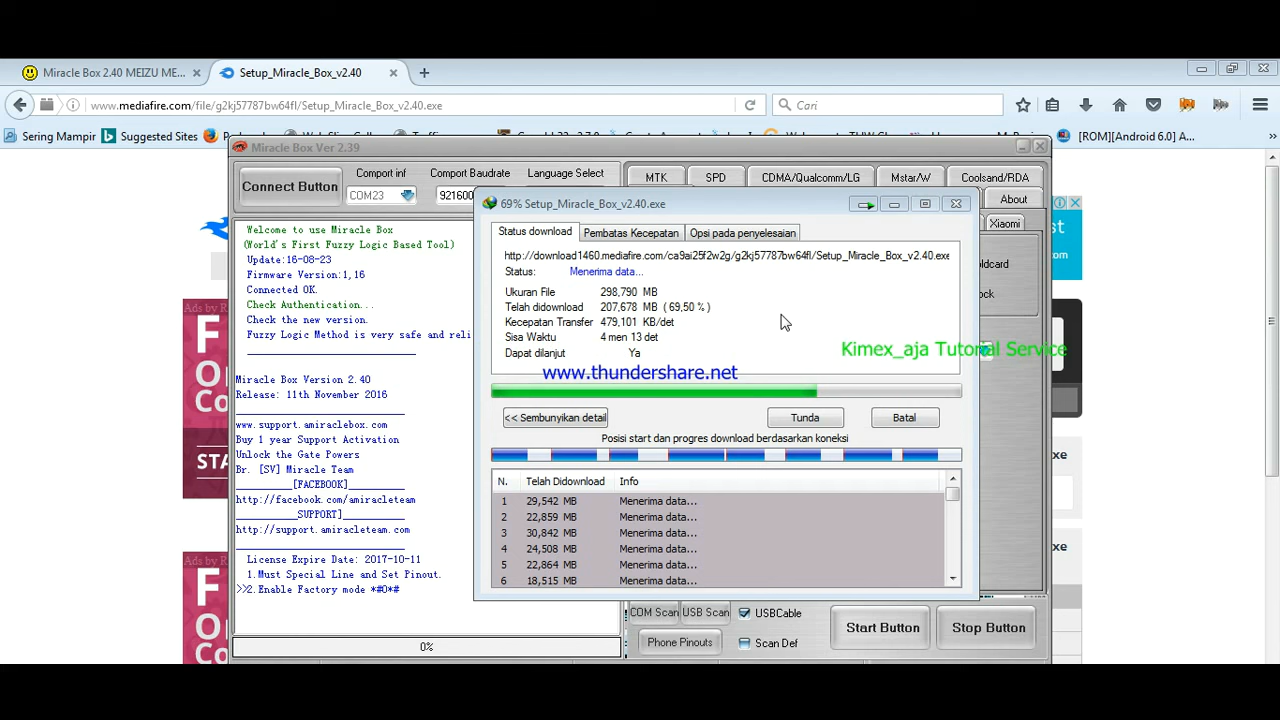 Miracle Box 2.40 MEIZU ME...
Setup_Miracle_Box_v2.40.exe
www.mediafire.com/file/g2kj57787bw64fl/Setup_Miracle_Box_v2.40.exe
Cari
Sering Mampir
Suggested Sites
[ROM][Android 6.0] A...
Miracle Box Ver 2.39
Connect Button
Comport inf
Comport Baudrate
Language Select
COM23
921600
MTK
SPD
CDMA/Qualcomm/LG
Mstar/W
Coolsand/RDA
About
Xiaomi
Welcome to use Miracle Box
(World's First Fuzzy Logic Based Tool)
Update:16-08-23
Firmware Version:1,16
Connected OK.
Check Authentication...
Check the new version.
Fuzzy Logic Method is very safe and reli
Miracle Box Version 2.40
Release: 11th November 2016
www.support.amiraclebox.com
Buy 1 year Support Activation
Unlock the Gate Powers
Br. [SV] Miracle Team
[FACEBOOK]
http://facebook.com/amiracleteam
SUPPORT]
http://support.amiracleteam.com
License Expire Date: 2017-10-11
1.Must Special Line and Set Pinout.
>>2.Enable Factory mode *#0*#
0%
69% Setup_Miracle_Box_v2.40.exe
Status download
Pembatas Kecepatan
Opsi pada penyelesaian
http://download1460.mediafire.com/ca9ai25f2w2g/g2kj57787bw64fl/Setup_Miracle_Box_v2.40.exe
Status: Menerima data...
Ukuran File 298,790 MB
Telah didownload 207,678 MB ( 69,50 % )
Kecepatan Transfer 479,101 KB/det
Sisa Waktu 4 men 13 det
Dapat dilanjut Ya
Kimex_aja Tutorial Service
www.thundershare.net
<< Sembunyikan detail
Tunda
Batal
Posisi start dan progres download berdasarkan koneksi
N. Telah Didownload Info
1 29,542 MB Menerima data...
2 22,859 MB Menerima data...
3 30,842 MB Menerima data...
4 24,508 MB Menerima data...
5 22,864 MB Menerima data...
6 18,515 MB Menerima data...
COM Scan
USB Scan
USBCable
Phone Pinouts
Scan Def
Start Button
Stop Button
Ads by R
Ads by R